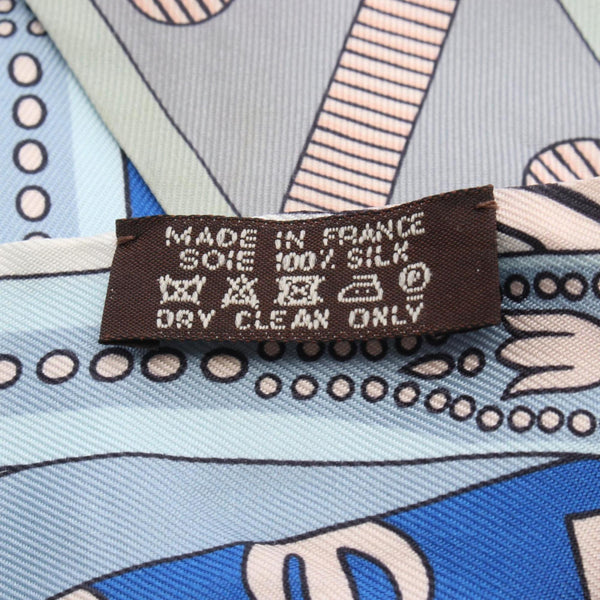 MADE IN FRANCE
SOIE 100% SILK
DRY CLEAN ONLY